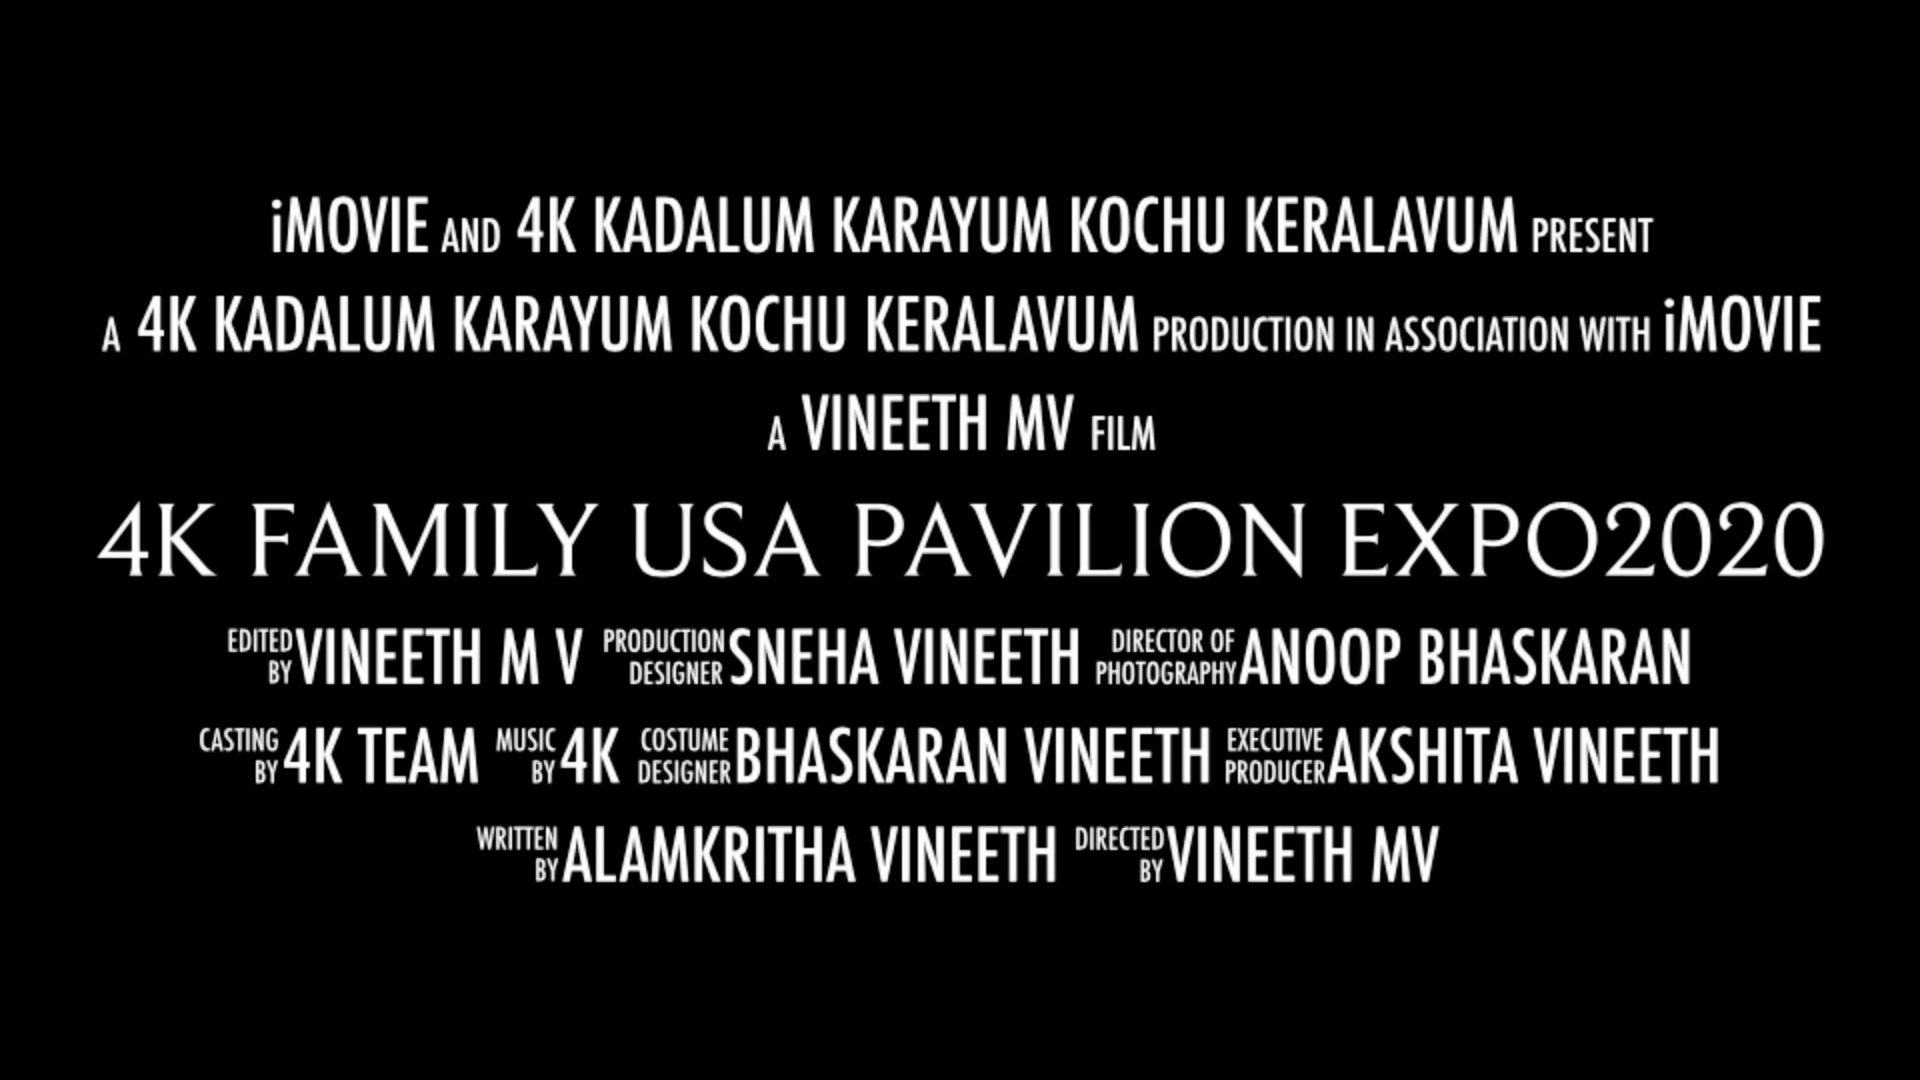 iMOVIE AND 4K KADALUM KARAYUM KOCHU KERALAVUM PRESENT
A 4K KADALUM KARAYUM KOCHU KERALAVUM PRODUCTION IN ASSOCIATION WITH iMOVIE
A VINEETH MV FILM
4K FAMILY USA PAVILION EXPO2020
EDITED BY VINEETH M V PRODUCTION DESIGNER SNEHA VINEETH DIRECTOR OF PHOTOGRAPHY ANOOP BHASKARAN
CASTING BY 4K TEAM MUSIC BY 4K COSTUME DESIGNER BHASKARAN VINEETH EXECUTIVE PRODUCER AKSHITA VINEETH
WRITTEN BY ALAMKRITHA VINEETH DIRECTED BY VINEETH MV